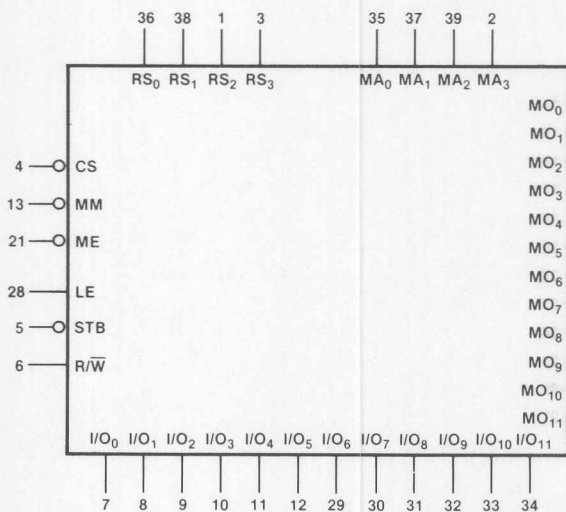 36 38 1 3 35 37 39 2
RS₀ RS₁ RS₂ RS₃ MA₀ MA₁ MA₂ MA₃
MO₀
MO₁
4 CS MO₂
MO₃
13 MM
MO₄
21 ME MO₅
MO₆
28 LE
MO₇
5 STB MO₈
6 R/W̅ MO₉
MO₁₀
MO₁₁
I/O₀ I/O₁ I/O₂ I/O₃ I/O₄ I/O₅ I/O₆ I/O₇ I/O₈ I/O₉ I/O₁₀ I/O₁₁
7 8 9 10 11 12 29 30 31 32 33 34